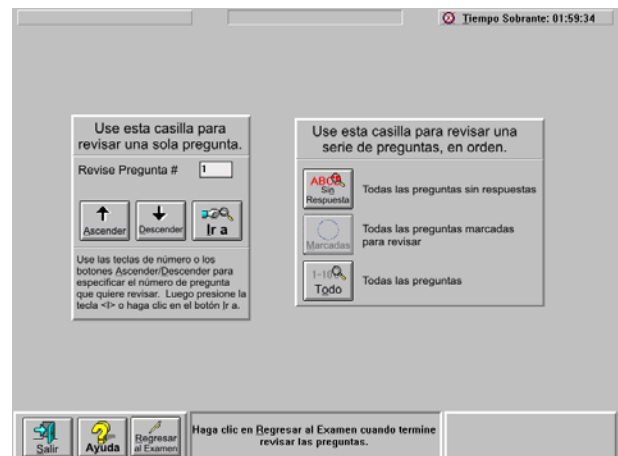 Tiempo Sobrante: 01:59:34
Use esta casilla para
revisar una sola pregunta.
Revise Pregunta # 1
Ascender
Descender
Ir a
Use las teclas de número o los
botones Ascender/Descender para
especificar el número de pregunta
que quiere revisar. Luego presione la
tecla <I> o haga clic en el botón Ir a.
Use esta casilla para revisar una
serie de preguntas, en orden.
ABCD
Sin
Respuesta
Todas las preguntas sin respuestas
Marcadas
Todas las preguntas marcadas
para revisar
1-10
Todo
Todas las preguntas
Salir
Ayúda
Regresar
al Examen
Haga clic en Regresar al Examen cuando termine
revisar las preguntas.